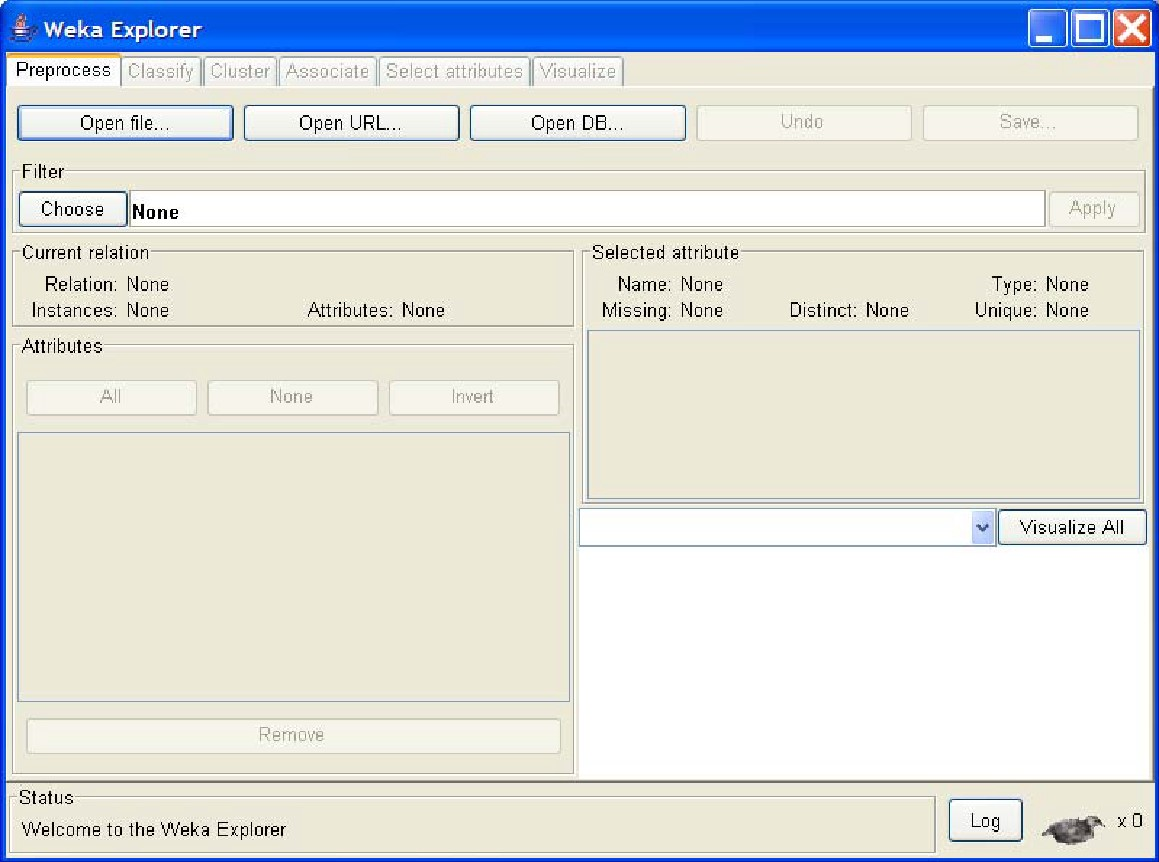 Weka Explorer
Preprocess Classify Cluster Associate Select attributes Visualize
Open file... Open URL... Open DB... Undo Save...
Filter
Choose None Apply
Current relation
Relation: None
Instances: None Attributes: None
Selected attribute
Name: None Type: None
Missing: None Distinct: None Unique: None
Attributes
All None Invert
Visualize All
Remove
Status
Welcome to the Weka Explorer
Log x 0